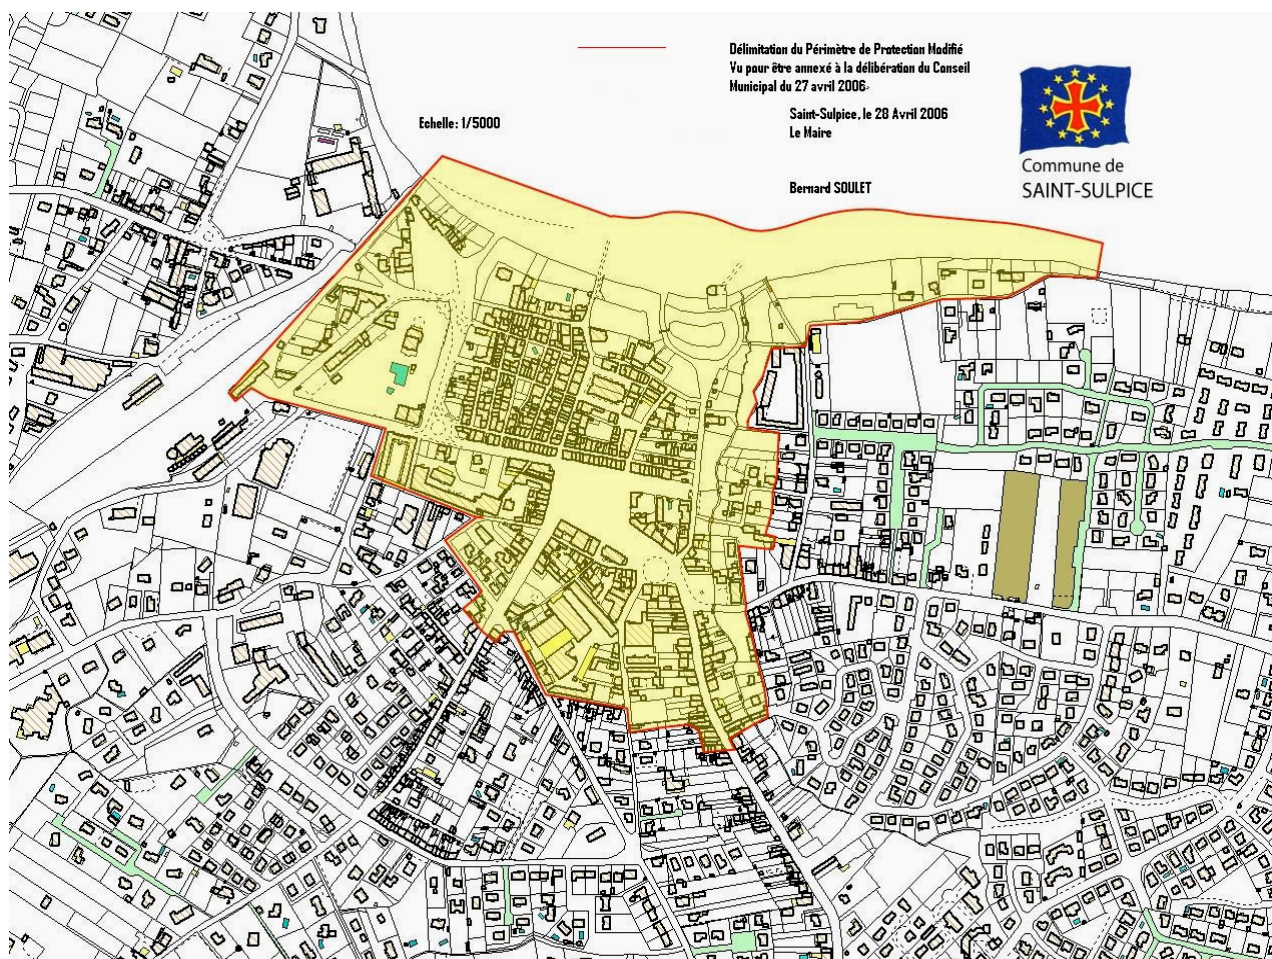 Délimitation du Périmètre de Protection Modifié
Vu pour être annexé à la délibération du Conseil
Municipal du 27 avril 2006-
Echelle: 1/5000
Saint-Sulpice, le 28 Avril 2006
Le Maire
Bernard SOULET
Commune de
SAINT-SULPICE